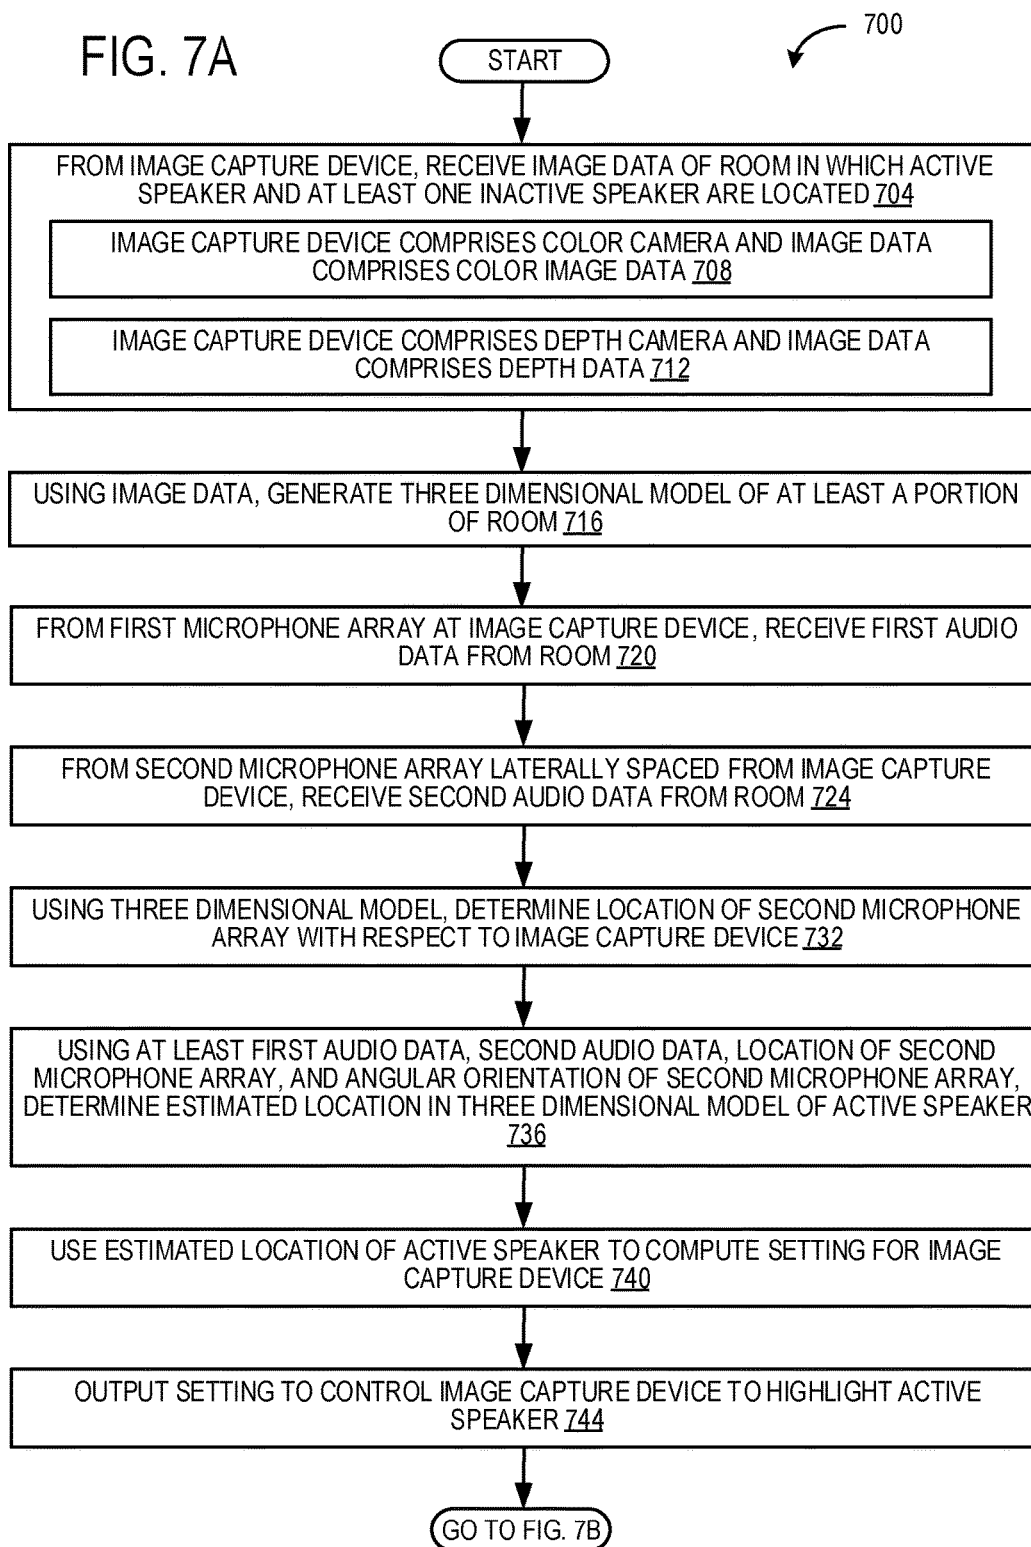 FIG. 7A
700
START
FROM IMAGE CAPTURE DEVICE, RECEIVE IMAGE DATA OF ROOM IN WHICH ACTIVE
SPEAKER AND AT LEAST ONE INACTIVE SPEAKER ARE LOCATED 704
IMAGE CAPTURE DEVICE COMPRISES COLOR CAMERA AND IMAGE DATA
COMPRISES COLOR IMAGE DATA 708
IMAGE CAPTURE DEVICE COMPRISES DEPTH CAMERA AND IMAGE DATA
COMPRISES DEPTH DATA 712
USING IMAGE DATA, GENERATE THREE DIMENSIONAL MODEL OF AT LEAST A PORTION
OF ROOM 716
FROM FIRST MICROPHONE ARRAY AT IMAGE CAPTURE DEVICE, RECEIVE FIRST AUDIO
DATA FROM ROOM 720
FROM SECOND MICROPHONE ARRAY LATERALLY SPACED FROM IMAGE CAPTURE
DEVICE, RECEIVE SECOND AUDIO DATA FROM ROOM 724
USING THREE DIMENSIONAL MODEL, DETERMINE LOCATION OF SECOND MICROPHONE
ARRAY WITH RESPECT TO IMAGE CAPTURE DEVICE 732
USING AT LEAST FIRST AUDIO DATA, SECOND AUDIO DATA, LOCATION OF SECOND
MICROPHONE ARRAY, AND ANGULAR ORIENTATION OF SECOND MICROPHONE ARRAY,
DETERMINE ESTIMATED LOCATION IN THREE DIMENSIONAL MODEL OF ACTIVE SPEAKER
736
USE ESTIMATED LOCATION OF ACTIVE SPEAKER TO COMPUTE SETTING FOR IMAGE
CAPTURE DEVICE 740
OUTPUT SETTING TO CONTROL IMAGE CAPTURE DEVICE TO HIGHLIGHT ACTIVE
SPEAKER 744
GO TO FIG. 7B